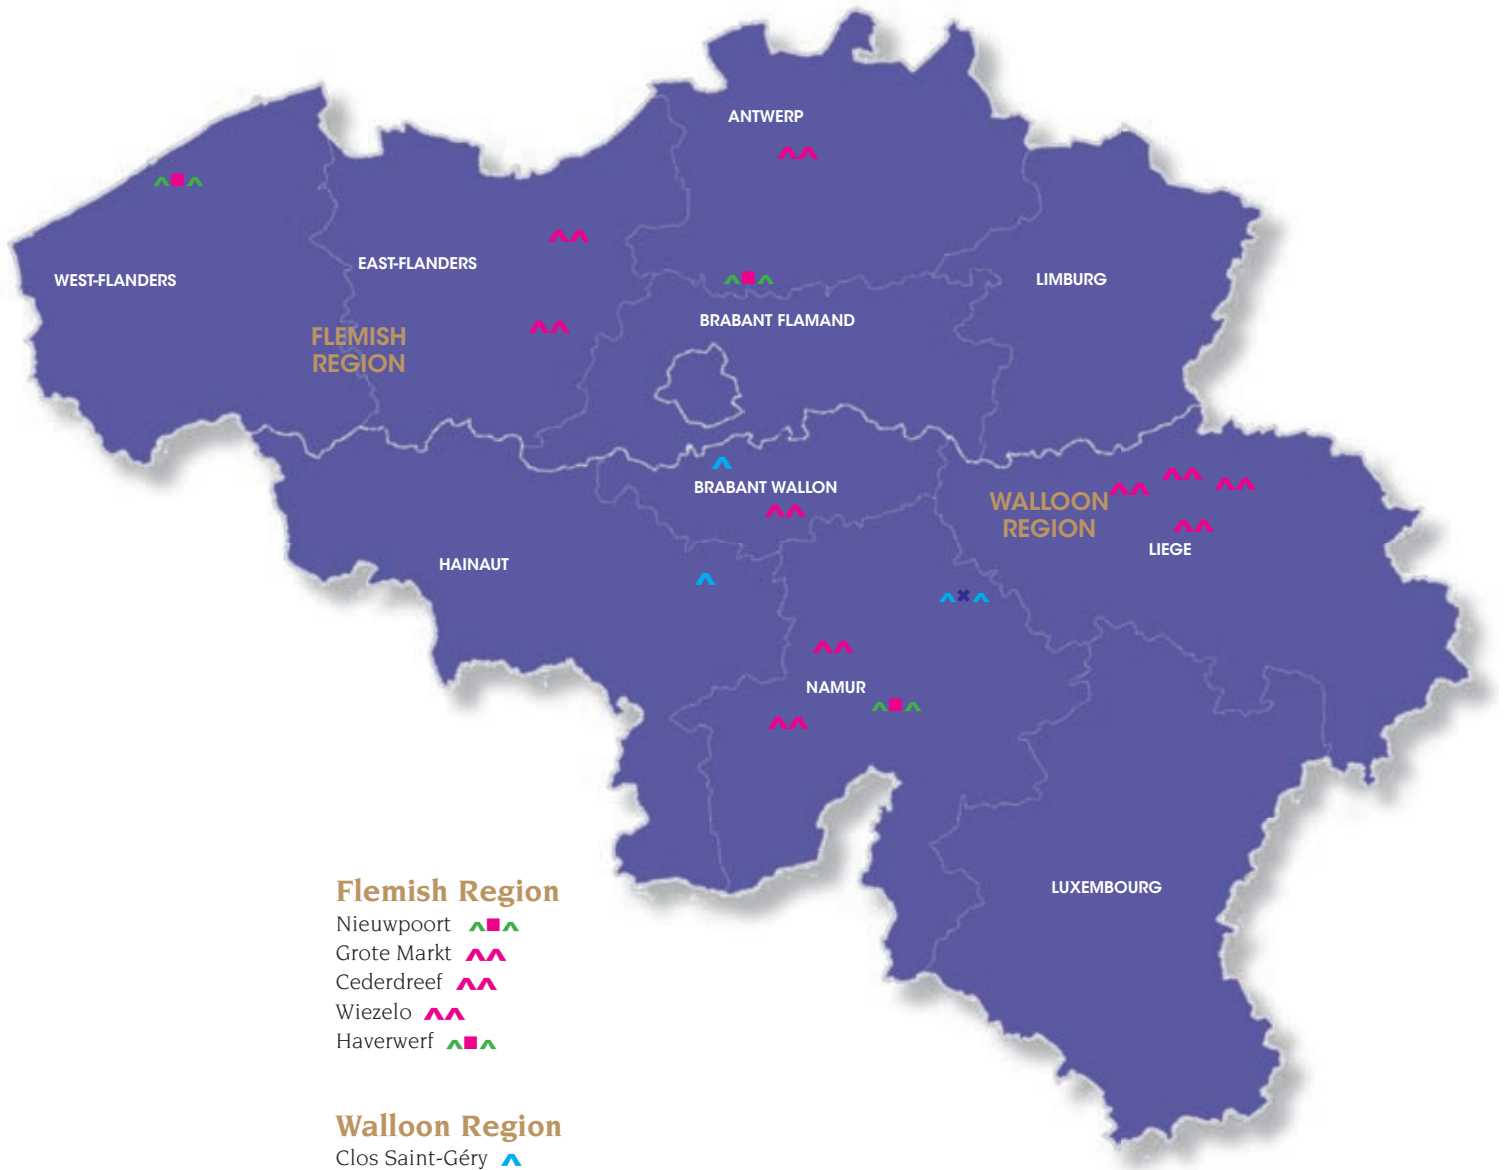 ANTWERP
WEST-FLANDERS
EAST-FLANDERS
LIMBURG
BRABANT FLAMAND
FLEMISH
REGION
BRABANT WALLON
WALLOON
REGION
LIEGE
HAINAUT
NAMUR
LUXEMBOURG
Flemish Region
Nieuwpoort
Grote Markt
Cederdreef
Wiezelo
Haverwerf
Walloon Region
Clos Saint-Géry